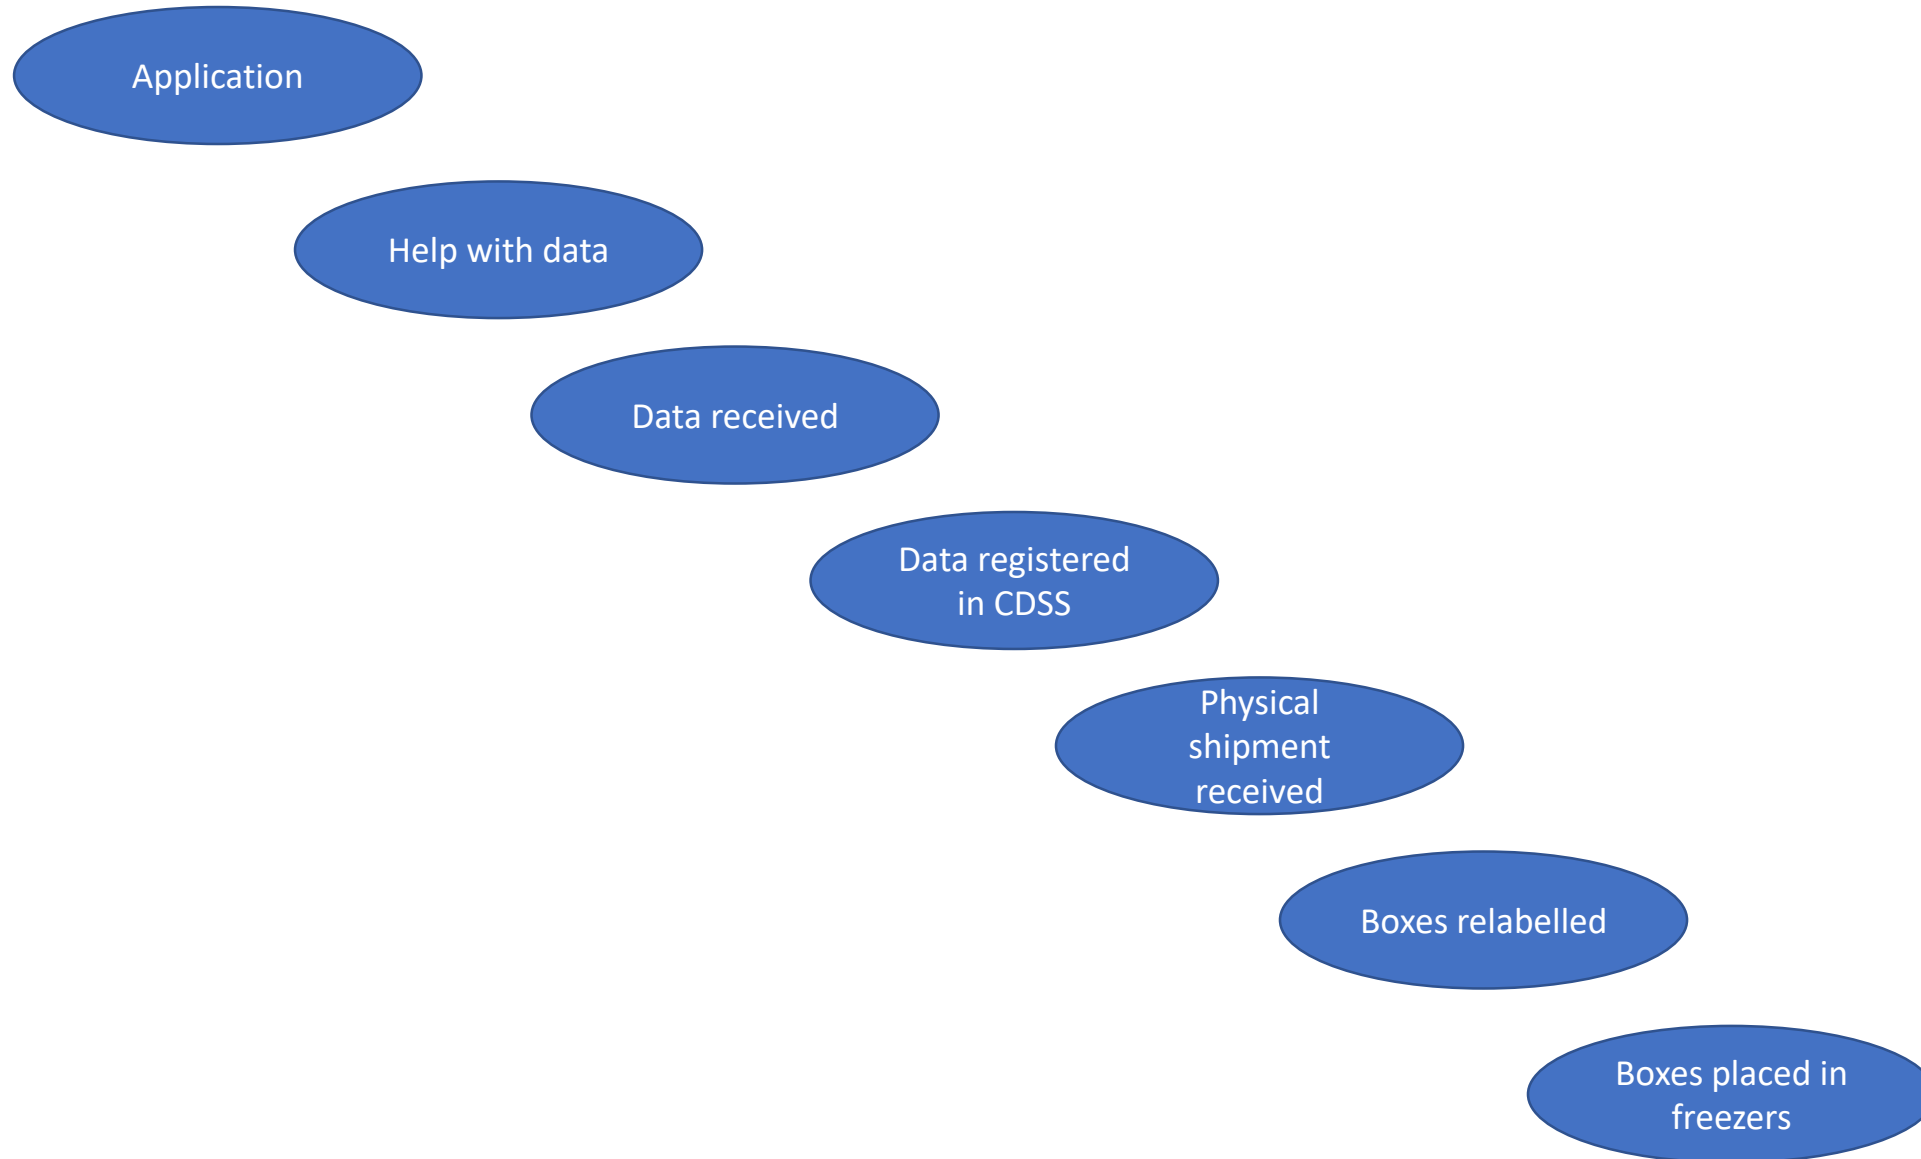 Application
Help with data
Data received
Data registered
in CDSS
Physical
shipment
received
Boxes relabelled
Boxes placed in
freezers